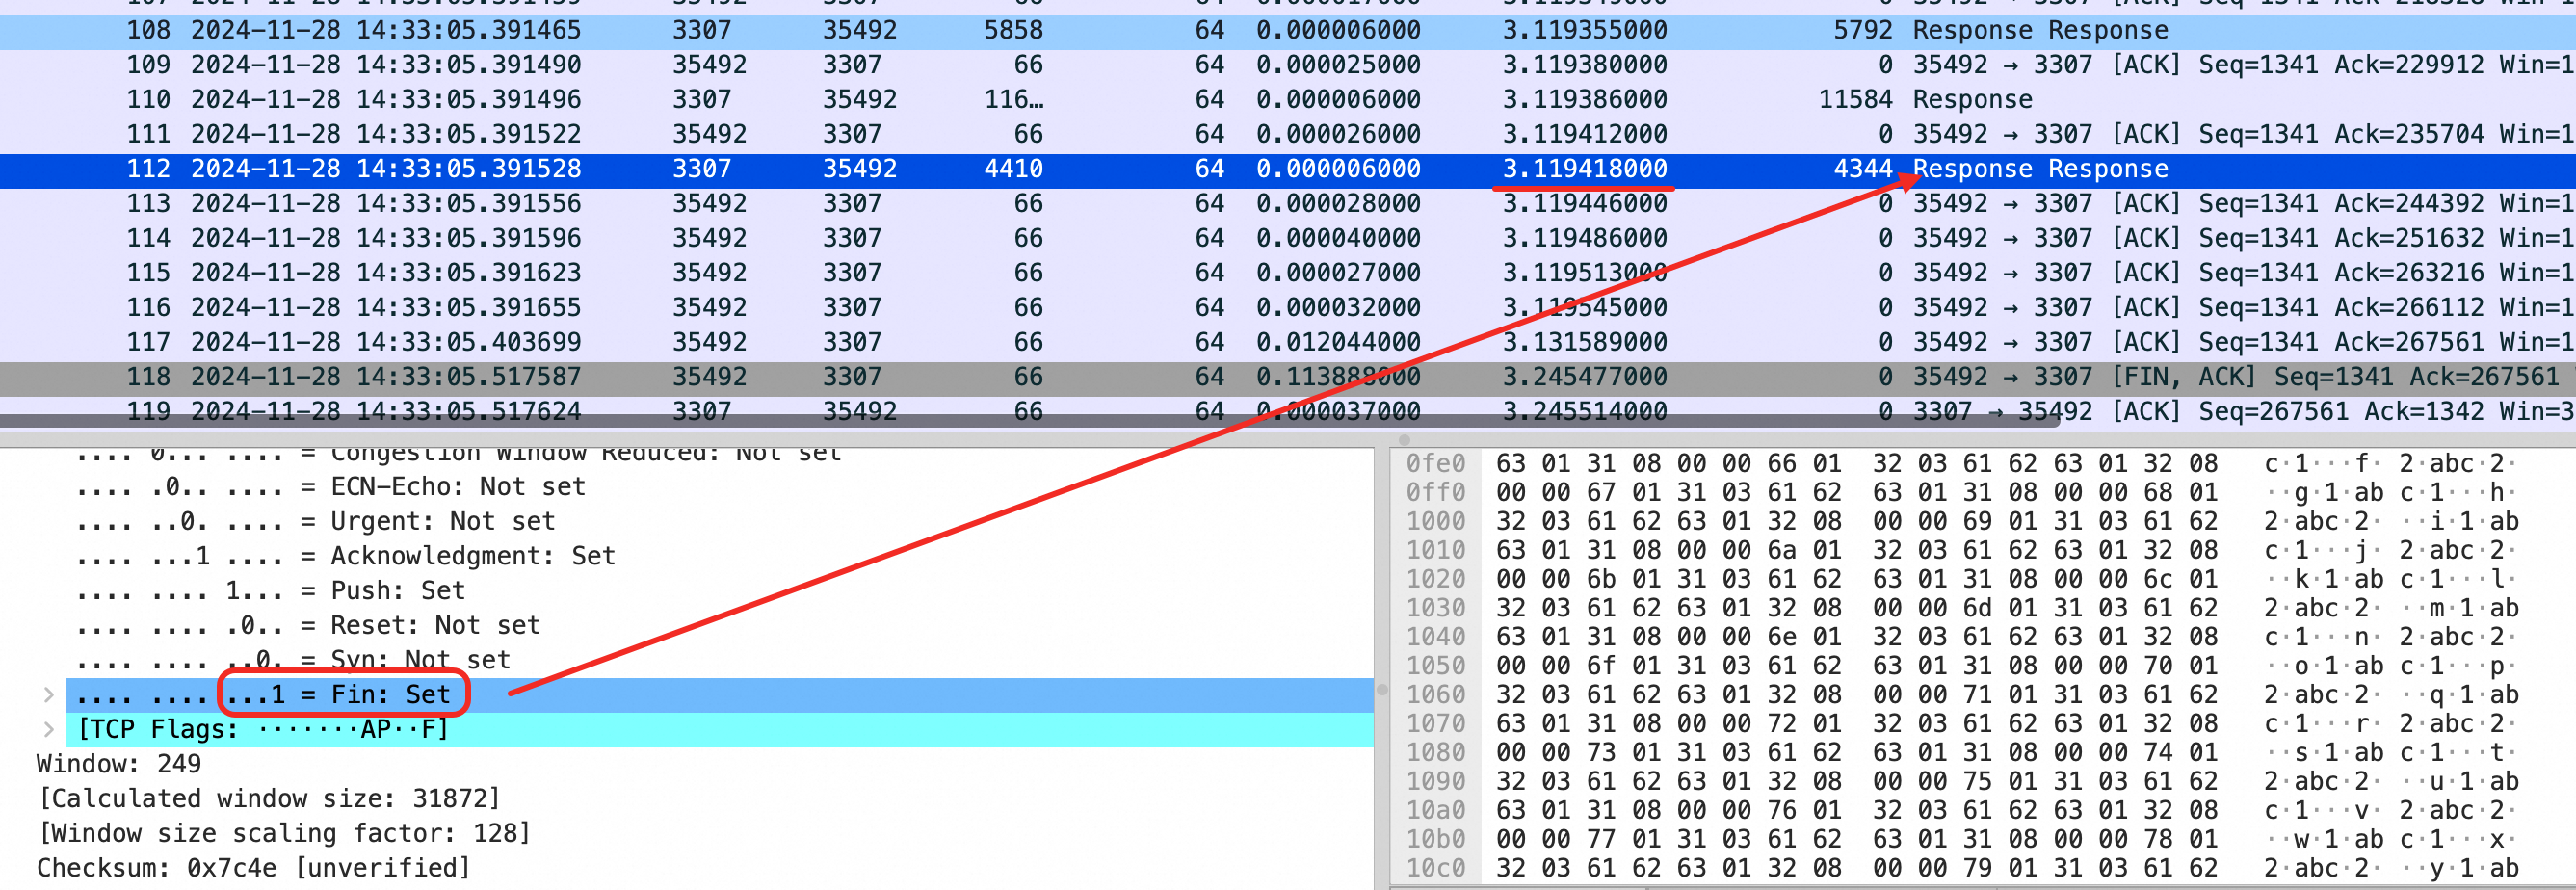 108 2024-11-28 14:33:05.391465 3307 35492 5858 64 0.000006000 3.119355000 5792 Response Response
109 2024-11-28 14:33:05.391490 35492 3307 66 64 0.000025000 3.119380000 0 35492 → 3307 [ACK] Seq=1341 Ack=229912 Win=1
110 2024-11-28 14:33:05.391496 3307 35492 116… 64 0.000006000 3.119386000 11584 Response
111 2024-11-28 14:33:05.391522 35492 3307 66 64 0.000026000 3.119412000 0 35492 → 3307 [ACK] Seq=1341 Ack=235704 Win=1
112 2024-11-28 14:33:05.391528 3307 35492 4410 64 0.000006000 3.119418000 4344 Response Response
113 2024-11-28 14:33:05.391556 35492 3307 66 64 0.000028000 3.119446000 0 35492 → 3307 [ACK] Seq=1341 Ack=244392 Win=1
114 2024-11-28 14:33:05.391596 35492 3307 66 64 0.000040000 3.119486000 0 35492 → 3307 [ACK] Seq=1341 Ack=251632 Win=1
115 2024-11-28 14:33:05.391623 35492 3307 66 64 0.000027000 3.119513000 0 35492 → 3307 [ACK] Seq=1341 Ack=263216 Win=1
116 2024-11-28 14:33:05.391655 35492 3307 66 64 0.000032000 3.119545000 0 35492 → 3307 [ACK] Seq=1341 Ack=266112 Win=1
117 2024-11-28 14:33:05.403699 35492 3307 66 64 0.012044000 3.131589000 0 35492 → 3307 [ACK] Seq=1341 Ack=267561 Win=1
118 2024-11-28 14:33:05.517587 35492 3307 66 64 0.113888000 3.245477000 0 35492 → 3307 [FIN, ACK] Seq=1341 Ack=267561
119 2024-11-28 14:33:05.517624 3307 35492 66 64 0.000037000 3.245514000 0 3307 → 35492 [ACK] Seq=267561 Ack=1342 Win=3
.... 0... .... = Congestion Window Reduced: Not set
.... .0.. .... = ECN-Echo: Not set
.... ..0. .... = Urgent: Not set
.... ...1 .... = Acknowledgment: Set
.... .... 1... = Push: Set
.... .... .0.. = Reset: Not set
.... .... ..0. = Syn: Not set
.... .... ...1 = Fin: Set
[TCP Flags: ·······AP··F]
Window: 249
[Calculated window size: 31872]
[Window size scaling factor: 128]
Checksum: 0x7c4e [unverified]
0fe0 63 01 31 08 00 00 66 01 32 03 61 62 63 01 32 08 c·1···f· 2·abc·2·
0ff0 00 00 67 01 31 03 61 62 63 01 31 08 00 00 68 01 ··g·1·ab c·1···h·
1000 32 03 61 62 63 01 32 08 00 00 69 01 31 03 61 62 2·abc·2· ··i·1·ab
1010 63 01 31 08 00 00 6a 01 32 03 61 62 63 01 32 08 c·1···j· 2·abc·2·
1020 00 00 6b 01 31 03 61 62 63 01 31 08 00 00 6c 01 ··k·1·ab c·1···l·
1030 32 03 61 62 63 01 32 08 00 00 6d 01 31 03 61 62 2·abc·2· ··m·1·ab
1040 63 01 31 08 00 00 6e 01 32 03 61 62 63 01 32 08 c·1···n· 2·abc·2·
1050 00 00 6f 01 31 03 61 62 63 01 31 08 00 00 70 01 ··o·1·ab c·1···p·
1060 32 03 61 62 63 01 32 08 00 00 71 01 31 03 61 62 2·abc·2· ··q·1·ab
1070 63 01 31 08 00 00 72 01 32 03 61 62 63 01 32 08 c·1···r· 2·abc·2·
1080 00 00 73 01 31 03 61 62 63 01 31 08 00 00 74 01 ··s·1·ab c·1···t·
1090 32 03 61 62 63 01 32 08 00 00 75 01 31 03 61 62 2·abc·2· ··u·1·ab
10a0 63 01 31 08 00 00 76 01 32 03 61 62 63 01 32 08 c·1···v· 2·abc·2·
10b0 00 00 77 01 31 03 61 62 63 01 31 08 00 00 78 01 ··w·1·ab c·1···x·
10c0 32 03 61 62 63 01 32 08 00 00 79 01 31 03 61 62 2·abc·2· ··y·1·ab